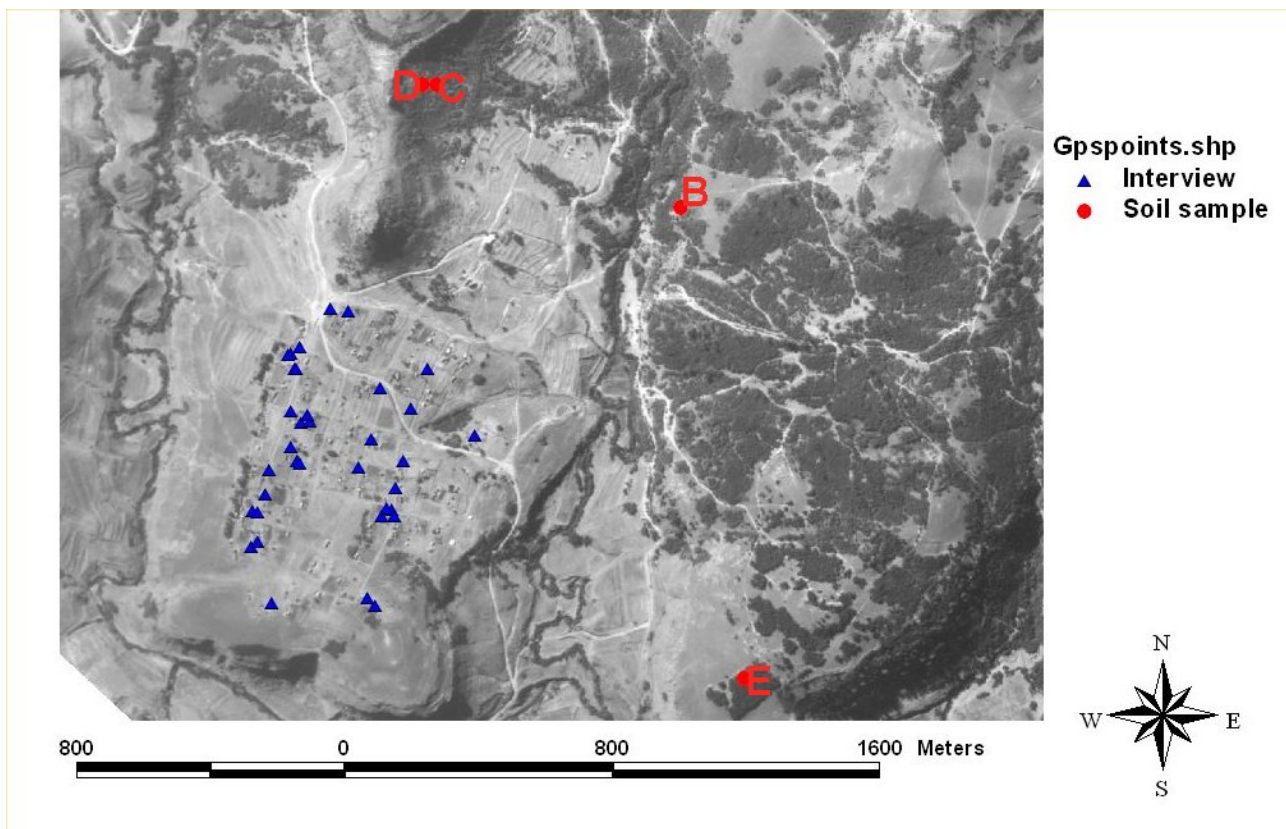 D C
B
E
Gpspoints.shp
Interview
Soil sample
N
W E
S
800 0 800 1600 Meters